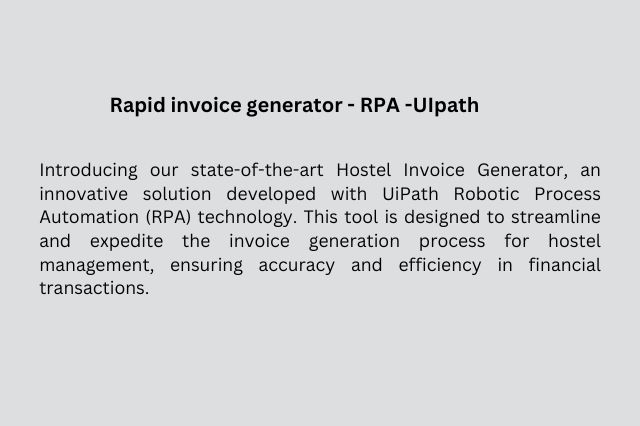 Rapid invoice generator - RPA -UIpath
Introducing our state-of-the-art Hostel Invoice Generator, an
innovative solution developed with UiPath Robotic Process
Automation (RPA) technology. This tool is designed to streamline
and expedite the invoice generation process for hostel
management, ensuring accuracy and efficiency in financial
transactions.